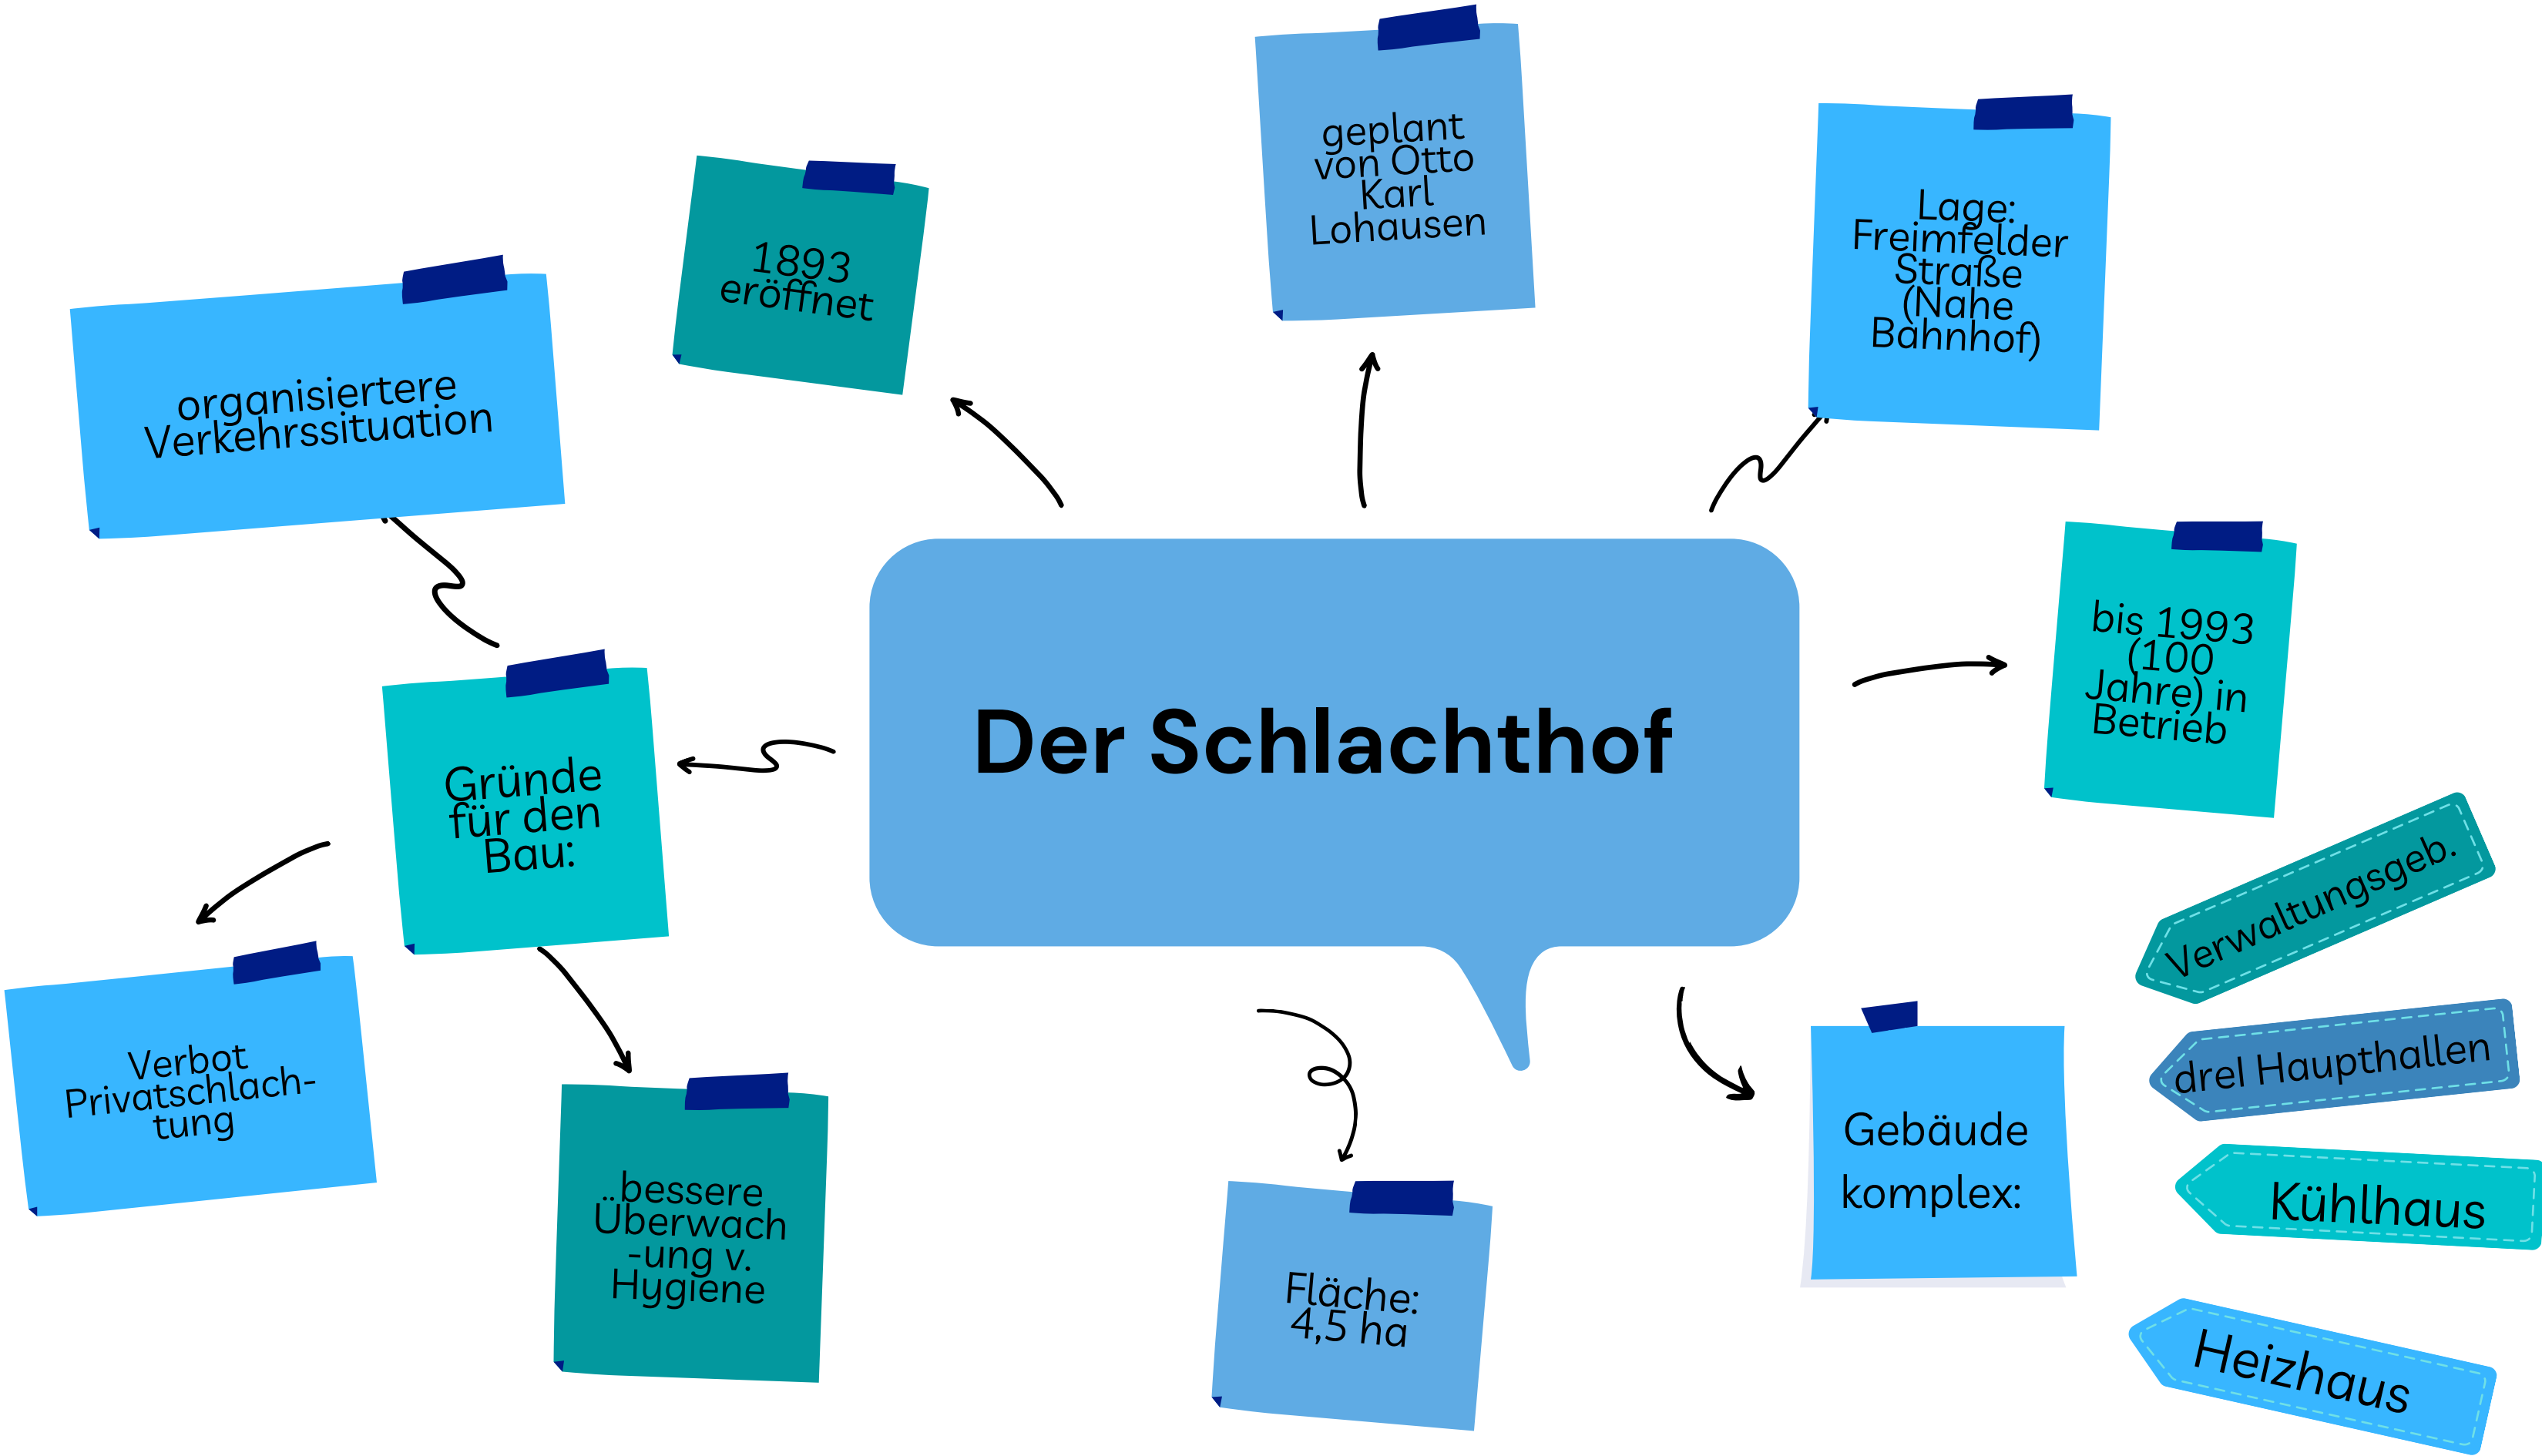 Der Schlachthof
1893
eröffnet
geplant
von Otto
Karl
Lohausen
Lage:
Freimfelder
Straße
(Nahe
Bahnhof)
bis 1993
(100
Jahre) in
Betrieb
Gebäude
komplex:
Verwaltungsgeb.
dreI Haupthallen
Kühlhaus
Heizhaus
Fläche:
4,5 ha
Gründe
für den
Bau:
organisiertere
Verkehrssituation
Verbot
Privatschlach-
tung
bessere
Überwach
-ung v.
Hygiene